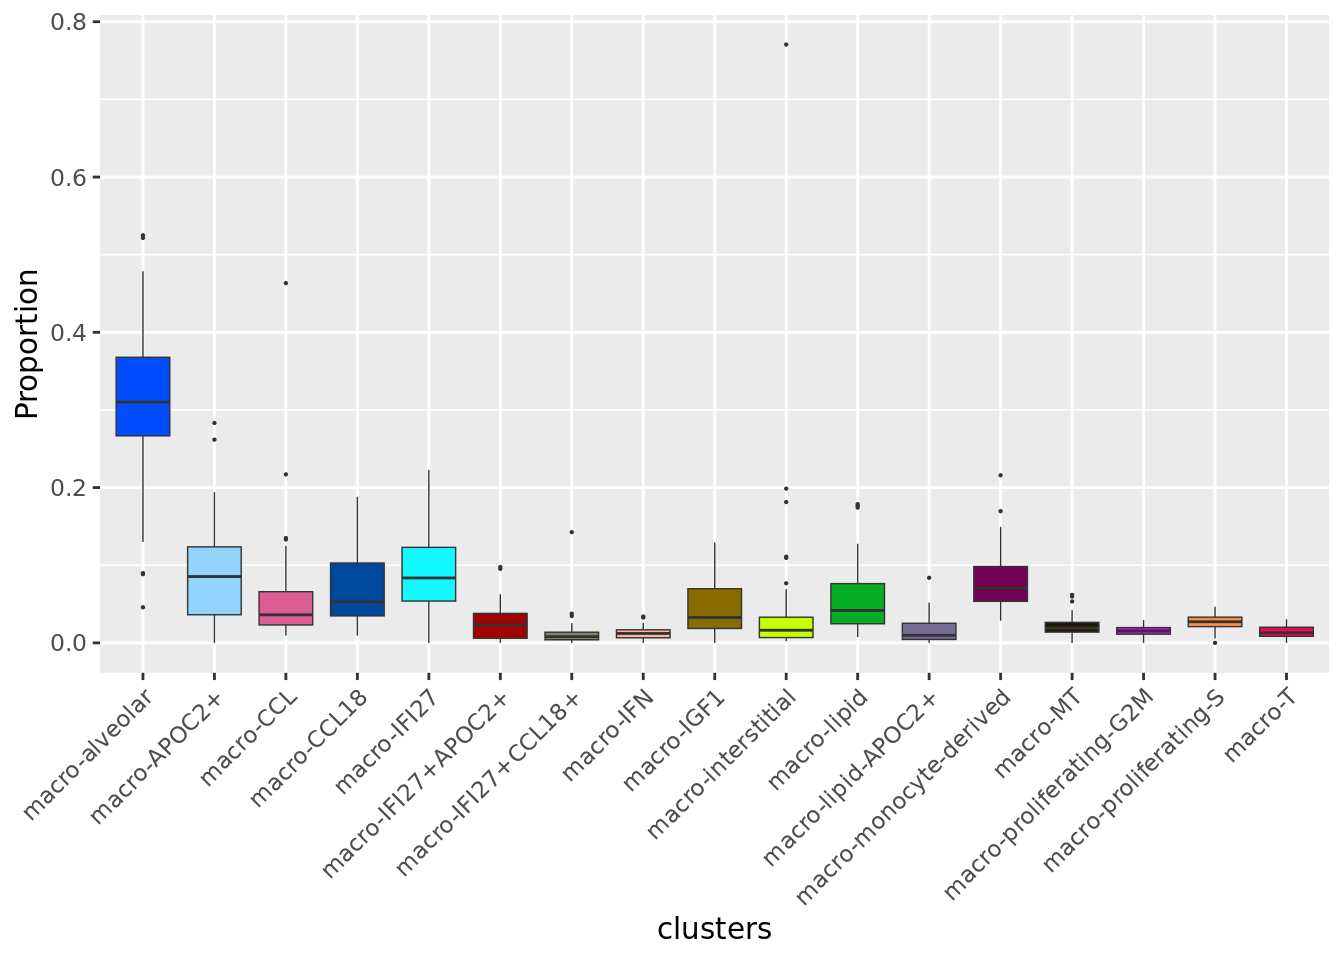 0.8
0.6
0.4
0.2
0.0
Proportion
macro-alveolar
macro-APOC2+
macro-CCL
macro-CCL18
macro-IFI27
macro-IFI27+APOC2+
macro-IFI27+CCL18+
macro-IFN
macro-IGF1
macro-interstitial
macro-lipid
macro-lipid-APOC2+
macro-monocyte-derived
macro-MT
macro-proliferating-G2M
macro-proliferating-S
macro-T
clusters